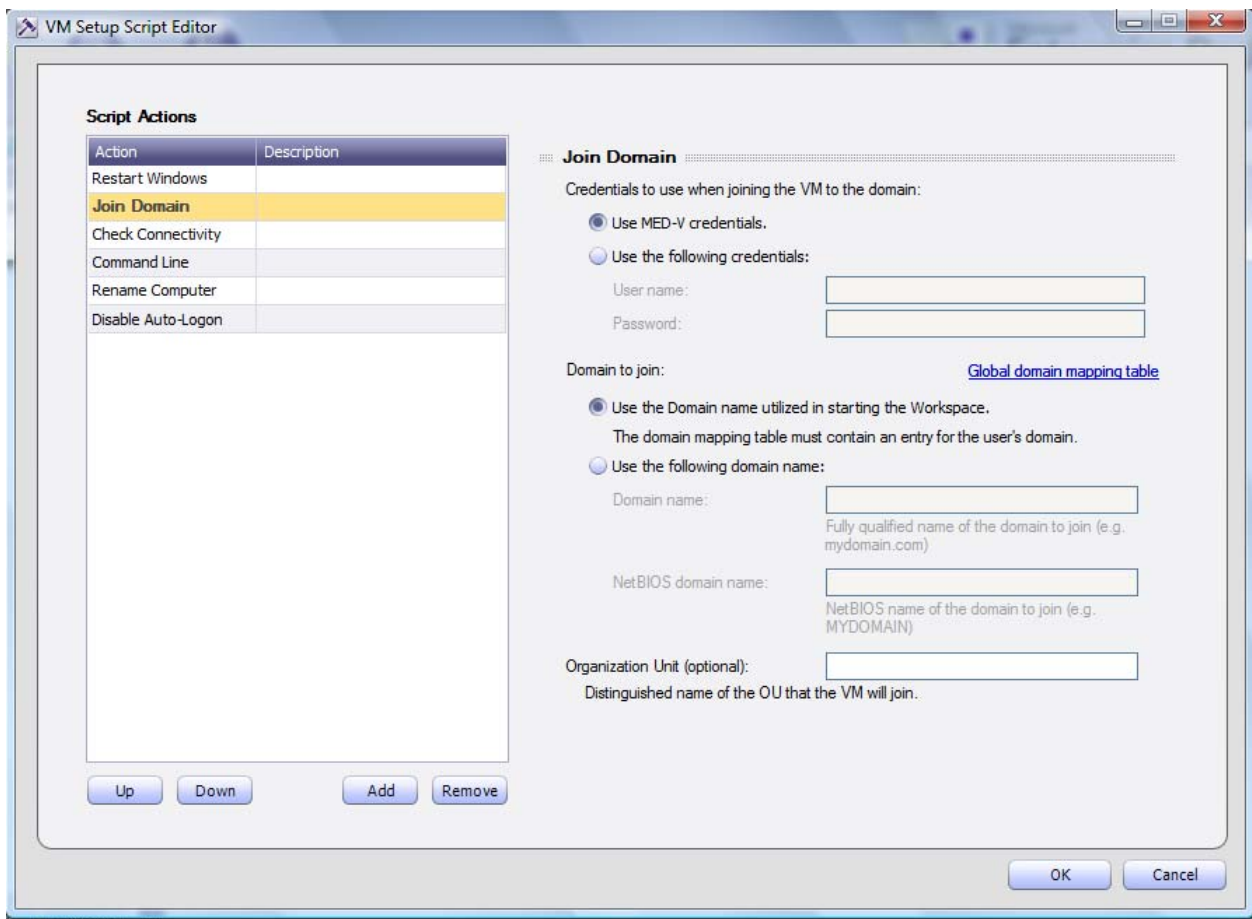 VM Setup Script Editor
Script Actions
Action Description
Restart Windows
Join Domain
Check Connectivity
Command Line
Rename Computer
Disable Auto-Logon
Up Down Add Remove
Join Domain
Credentials to use when joining the VM to the domain:
Use MED-V credentials.
Use the following credentials:
User name:
Password:
Domain to join: Global domain mapping table
Use the Domain name utilized in starting the Workspace.
The domain mapping table must contain an entry for the user's domain.
Use the following domain name:
Domain name:
Fully qualified name of the domain to join (e.g.
mydomain.com)
NetBIOS domain name:
NetBIOS name of the domain to join (e.g.
MYDOMAIN)
Organization Unit (optional):
Distinguished name of the OU that the VM will join.
OK Cancel